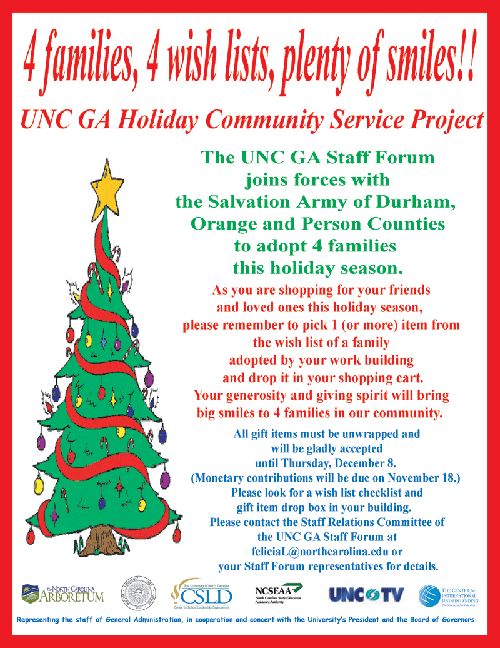 4 families, 4 wish lists, plenty of smiles!!
UNC GA Holiday Community Service Project
The UNC GA Staff Forum
joins forces with
the Salvation Army of Durham,
Orange and Person Counties
to adopt 4 families
this holiday season.
As you are shopping for your friends
and loved ones this holiday season,
please remember to pick 1 (or more) item from
the wish list of a family
adopted by your work building
and drop it in your shopping cart.
Your generosity and giving spirit will bring
big smiles to 4 families in our community.
All gift items must be unwrapped and
will be gladly accepted
until Thursday, December 8.
(Monetary contributions will be due on November 18.)
Please look for a wish list checklist and
gift item drop box in your building.
Please contact the Staff Relations Committee of
the UNC GA Staff Forum at
feliciaL@northcarolina.edu or
your Staff Forum representatives for details.
The North Carolina
Arboretum
CSLD
NCSEAA
UNC TV
The Center for
International
Understanding
Representing the staff of General Administration, in cooperation and concert with the University's President and the Board of Governors